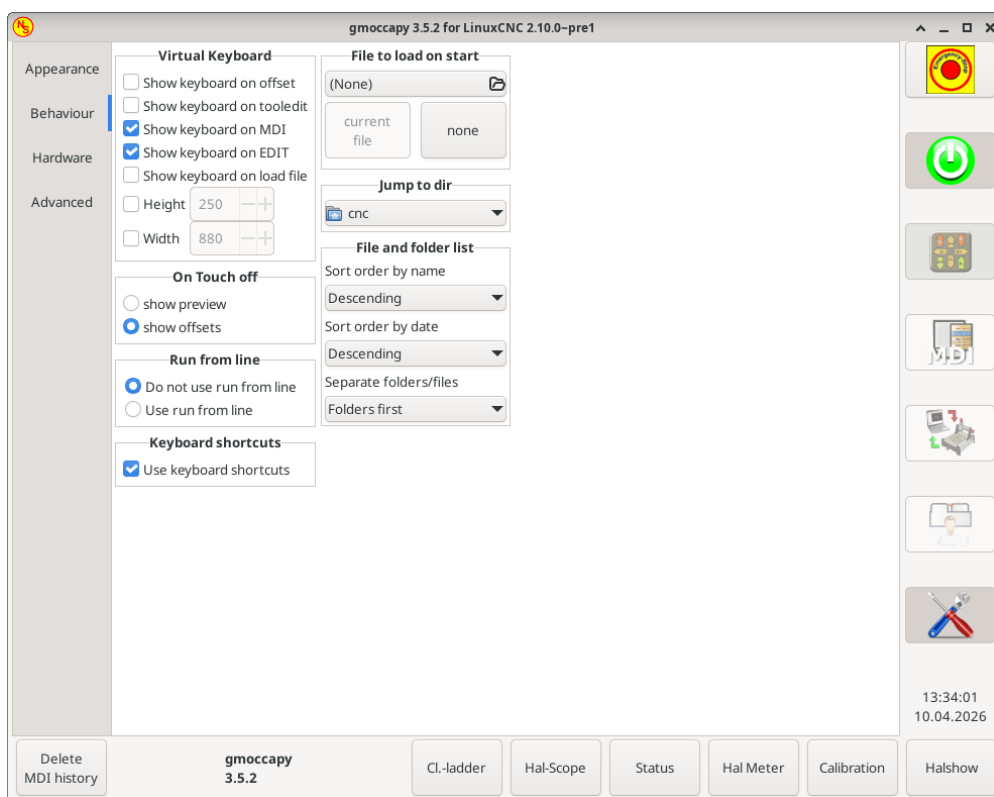 gmoccapy 3.5.2 for LinuxCNC 2.10.0~pre1
Appearance
Behaviour
Hardware
Advanced
Virtual Keyboard
Show keyboard on offset
Show keyboard on tooledit
Show keyboard on MDI
Show keyboard on EDIT
Show keyboard on load file
Height 250
Width 880
On Touch off
show preview
show offsets
Run from line
Do not use run from line
Use run from line
Keyboard shortcuts
Use keyboard shortcuts
File to load on start
(None)
current
file
none
Jump to dir
cnc
File and folder list
Sort order by name
Descending
Sort order by date
Descending
Separate folders/files
Folders first
MDI
13:34:01
10.04.2026
Delete
MDI history
gmoccapy
3.5.2
Cl.-ladder
Hal-Scope
Status
Hal Meter
Calibration
Halshow